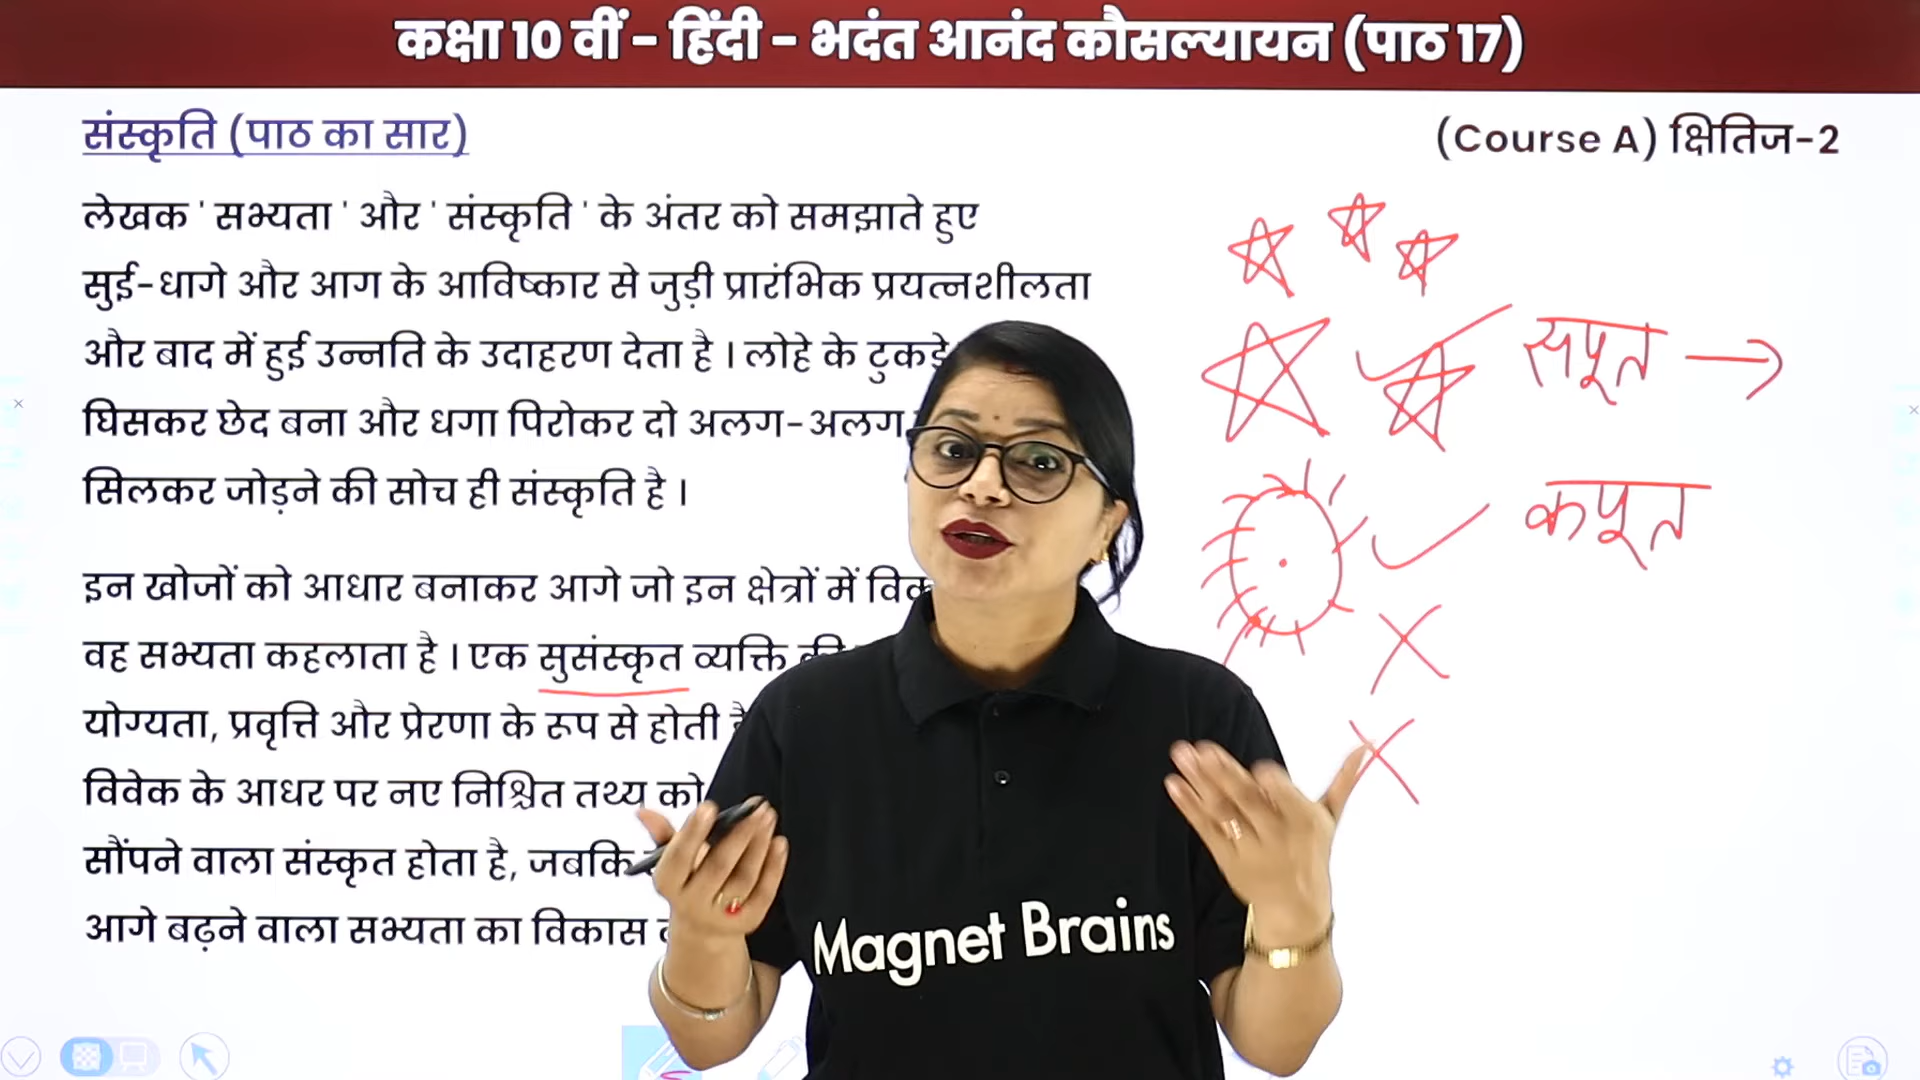 कक्षा 10 वीं - हिंदी - भदंत आनंद कौसल्यायन (पाठ 17)
संस्कृति (पाठ का सार)
(Course A) क्षितिज-2
लेखक ' सभ्यता ' और ' संस्कृति ' के अंतर को समझाते हुए
सुई-धागे और आग के आविष्कार से जुड़ी प्रारंभिक प्रयत्नशीलता
और बाद में हुई उन्नति के उदाहरण देता है । लोहे के टुकड़े
घिसकर छेद बना और धगा पिरोकर दो अलग-अलग
सिलकर जोड़ने की सोच ही संस्कृति है ।
इन खोजों को आधार बनाकर आगे जो इन क्षेत्रों में
वह सभ्यता कहलाता है । एक सुसंस्कृत व्यक्ति की
योग्यता, प्रवृत्ति और प्रेरणा के रूप से होती
विवेक के आधर पर नए निश्चित तथ्य को
सौंपने वाला संस्कृत होता है, जबकि
आगे बढ़ने वाला सभ्यता का विकास
सपूत
कपूत
Magnet Brains